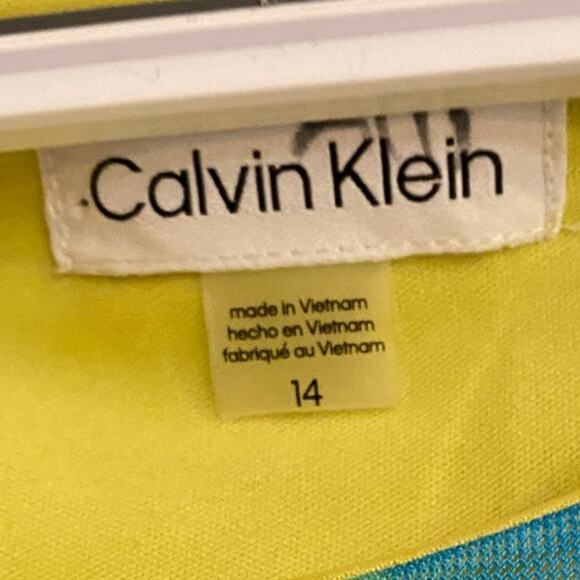 Calvin Klein
made in Vietnam
hecho en Vietnam
fabriqué au Vietnam
14